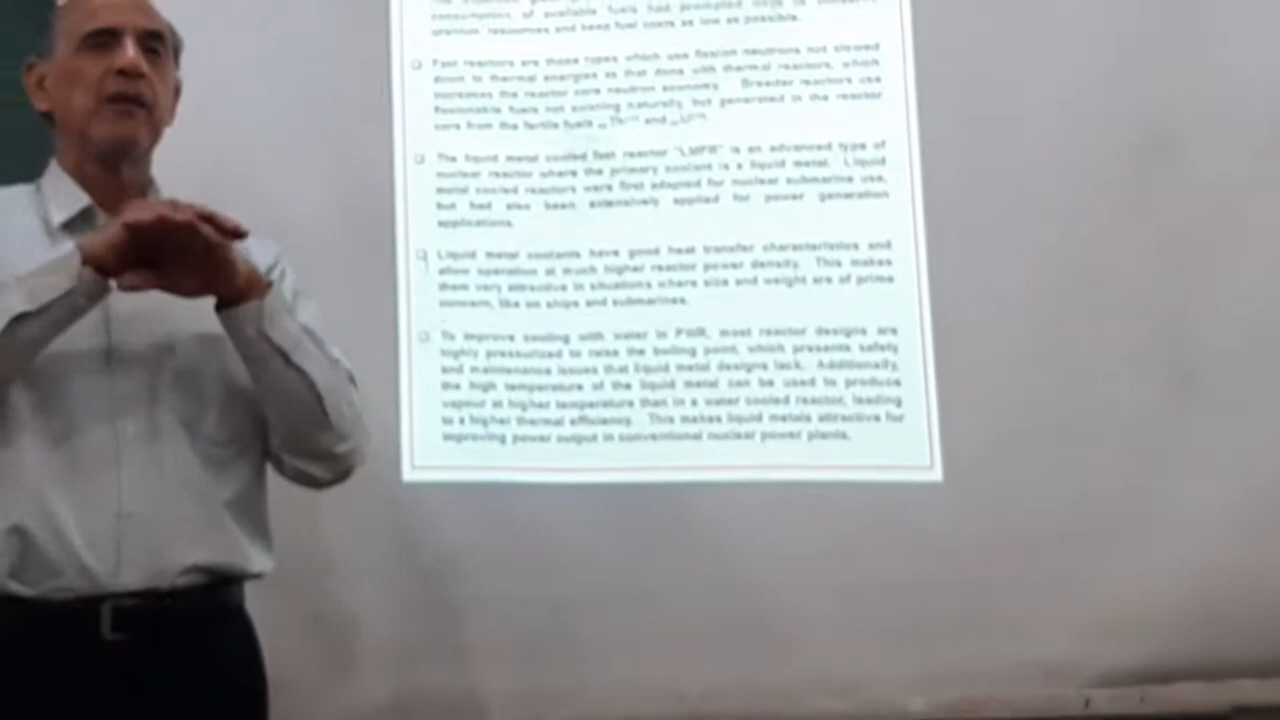 consumption of available fuels had prompted ways to conserve
uranium resources and keep fuel costs as low as possible.
Fast reactors are those types which use fission neutrons not slowed
down to thermal energies as that done with thermal reactors, which
increases the reactor core neutron economy. Breeder reactors use
fissionable fuels not existing naturally, but generated in the reactor
core from the fertile fuels Th and U
The liquid metal cooled fast reactor "LMFR" is an advanced type of
nuclear reactor where the primary coolant is a liquid metal. Liquid
metal cooled reactors were first adapted for nuclear submarine use,
but had also been extensively applied for power generation
applications.
Liquid metal coolants have good heat transfer characteristics and
allow operation at much higher reactor power density. This makes
them very attractive in situations where size and weight are of prime
concern, like on ships and submarines.
To improve cooling with water in PWR, most reactor designs are
highly pressurized to raise the boiling point, which presents safety
and maintenance issues that liquid metal designs lack. Additionally,
the high temperature of the liquid metal can be used to produce
vapour at higher temperature than in a water cooled reactor, leading
to a higher thermal efficiency. This makes liquid metals attractive for
improving power output in conventional nuclear power plants.